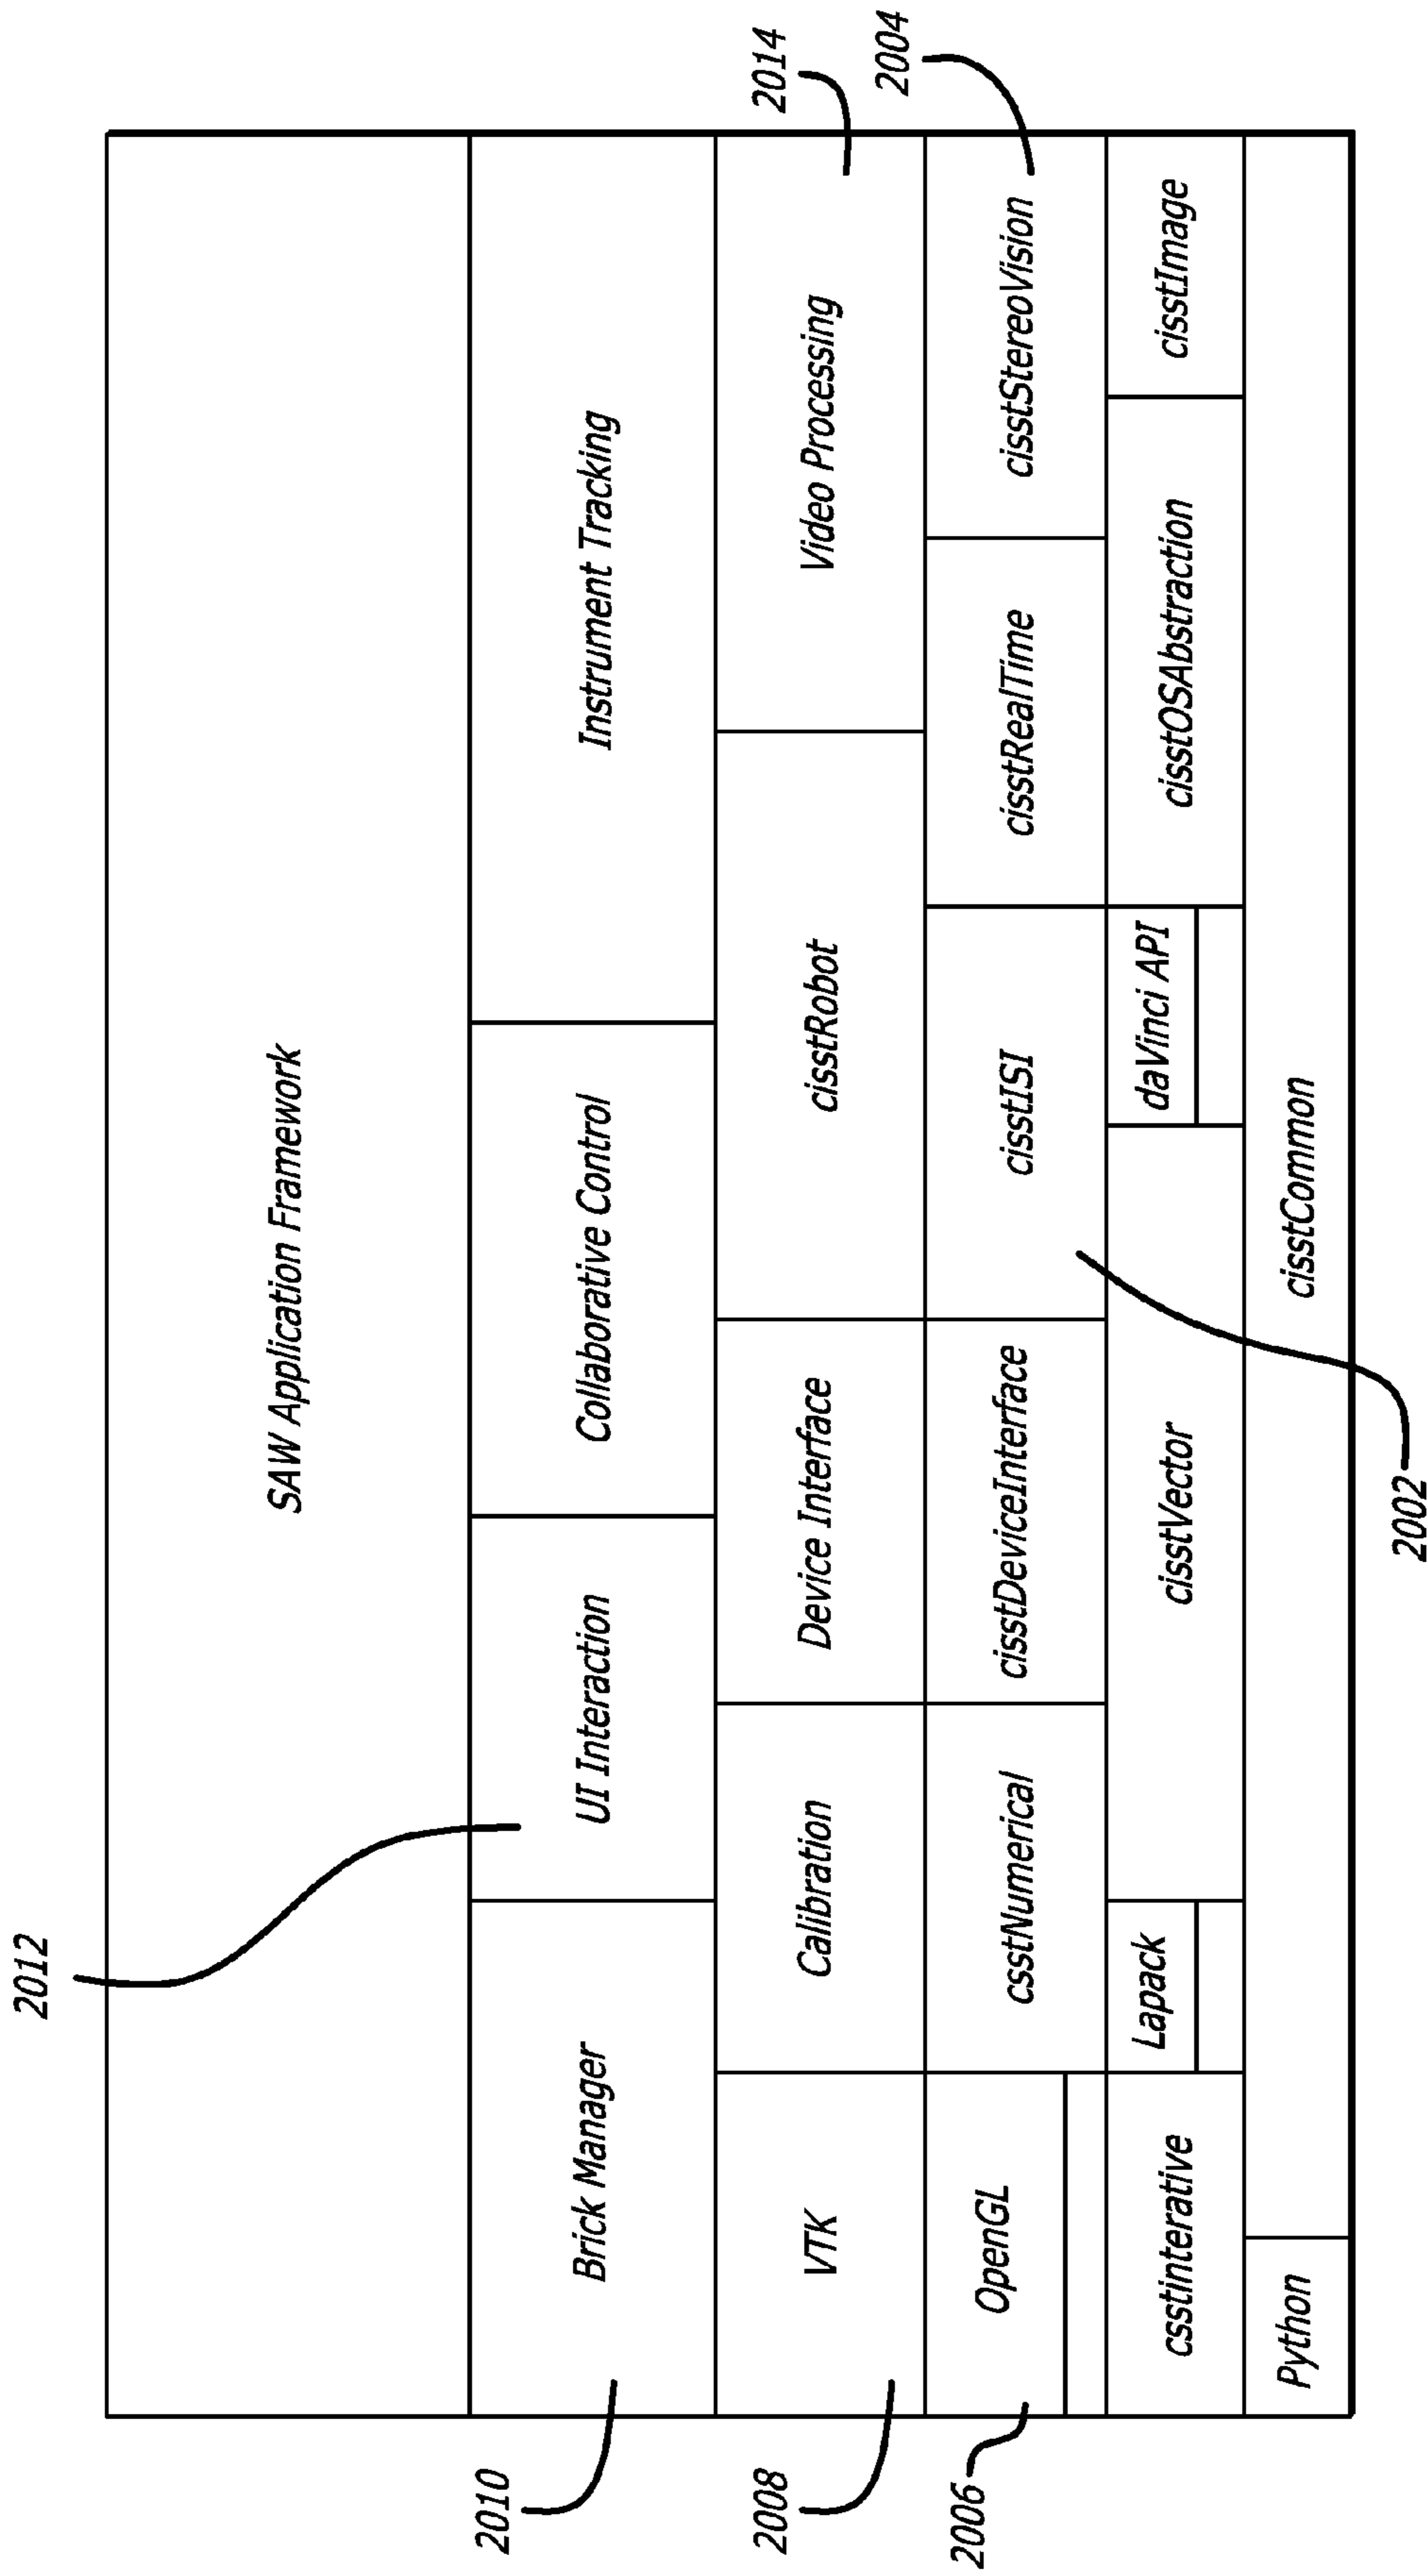 2012
SAW Application Framework
2010
Brick Manager
UI Interaction
Collaborative Control
Instrument Tracking
2008
VTK
Calibration
Device Interface
cisstRobot
Video Processing
2014
2006
OpenGL
csstNumerical
cisstDeviceInterface
cisstISI
cisstRealTime
cisstStereoVision
2004
csstinterative
Lapack
cisstVector
daVinci API
cisstOSAbstraction
cisstImage
Python
cisstCommon
2002